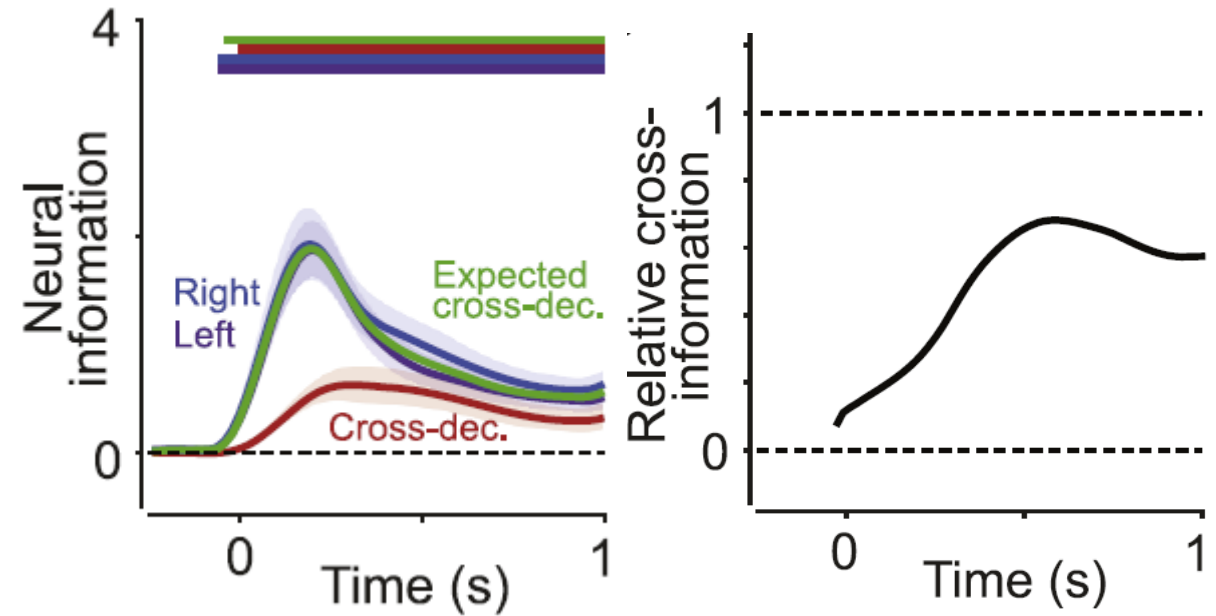 4
Neural
information
Right
Left
Expected
cross-dec.
Cross-dec.
0
0
1
Time (s)
Relative cross-
information
1
0
0
1
Time (s)